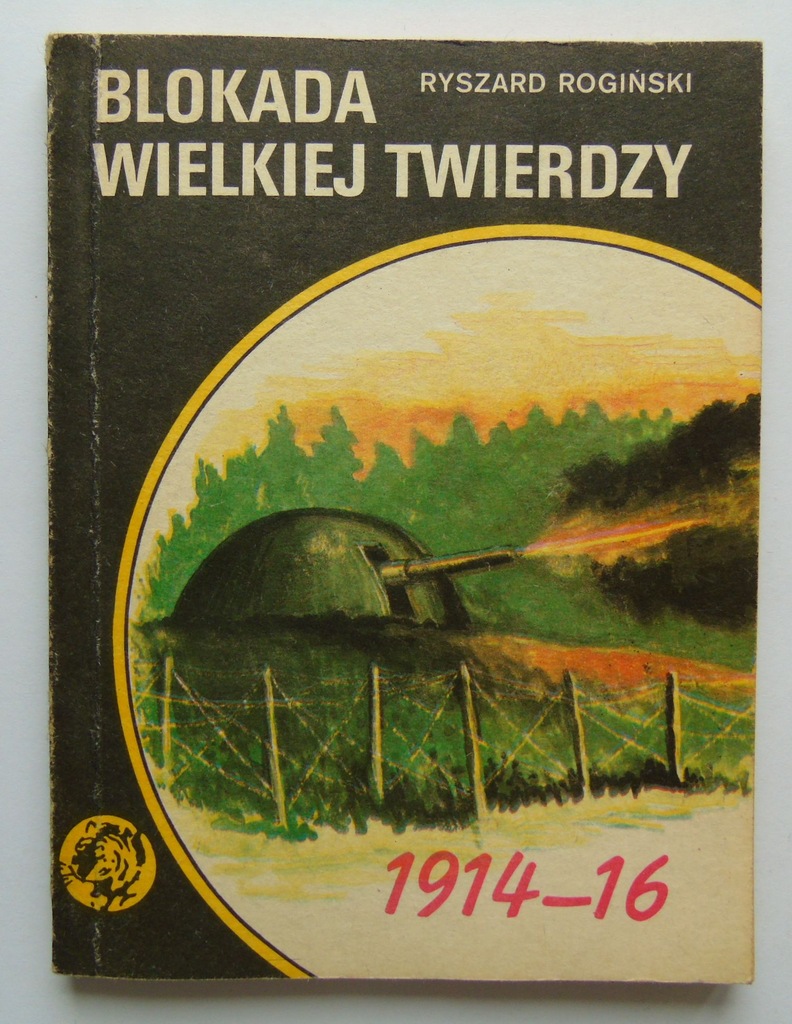 BLOKADA
RYSZARD ROGIŃSKI
WIELKIEJ TWIERDZY
1914–16